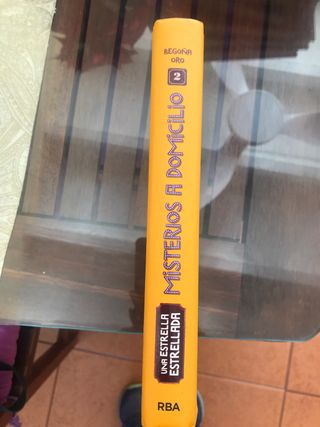 BEGOÑA
ORO
2
MISTERIOS A DOMICILIO
UNA ESTRELLA
ESTRELLADA
RBA